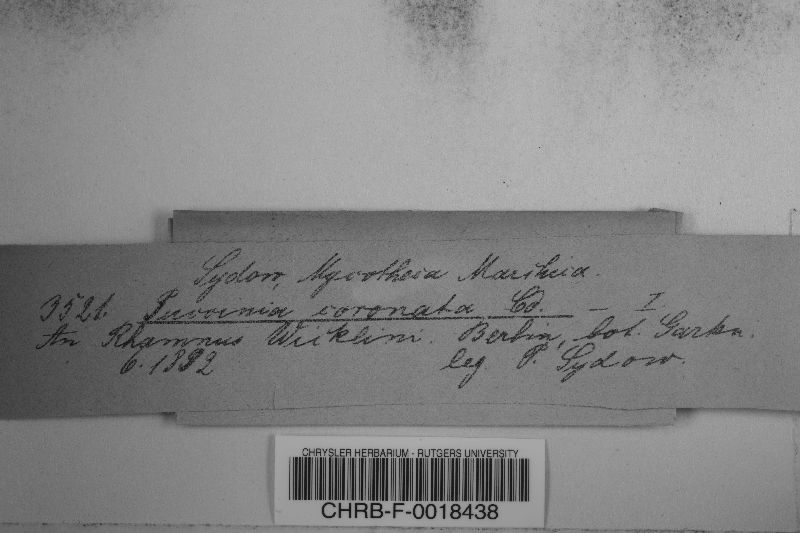 Sydow, Mycotheca Marchica.
3521. Puccinia coronata Cd. – I.
An Rhamnus Wicklini. Berlin, bot. Garten.
6. 1892
leg P. Sydow.
CHRYSLER HERBARIUM - RUTGERS UNIVERSITY
CHRB-F-0018438